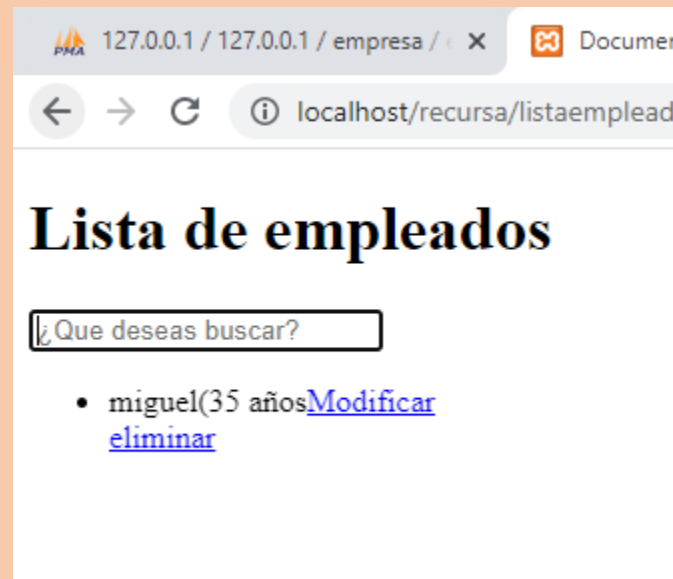 PMA 127.0.0.1 / 127.0.0.1 / empresa /
Documen
localhost/recursa/listaemplead
Lista de empleados
¿Que deseas buscar?
miguel(35 añosModificar
eliminar